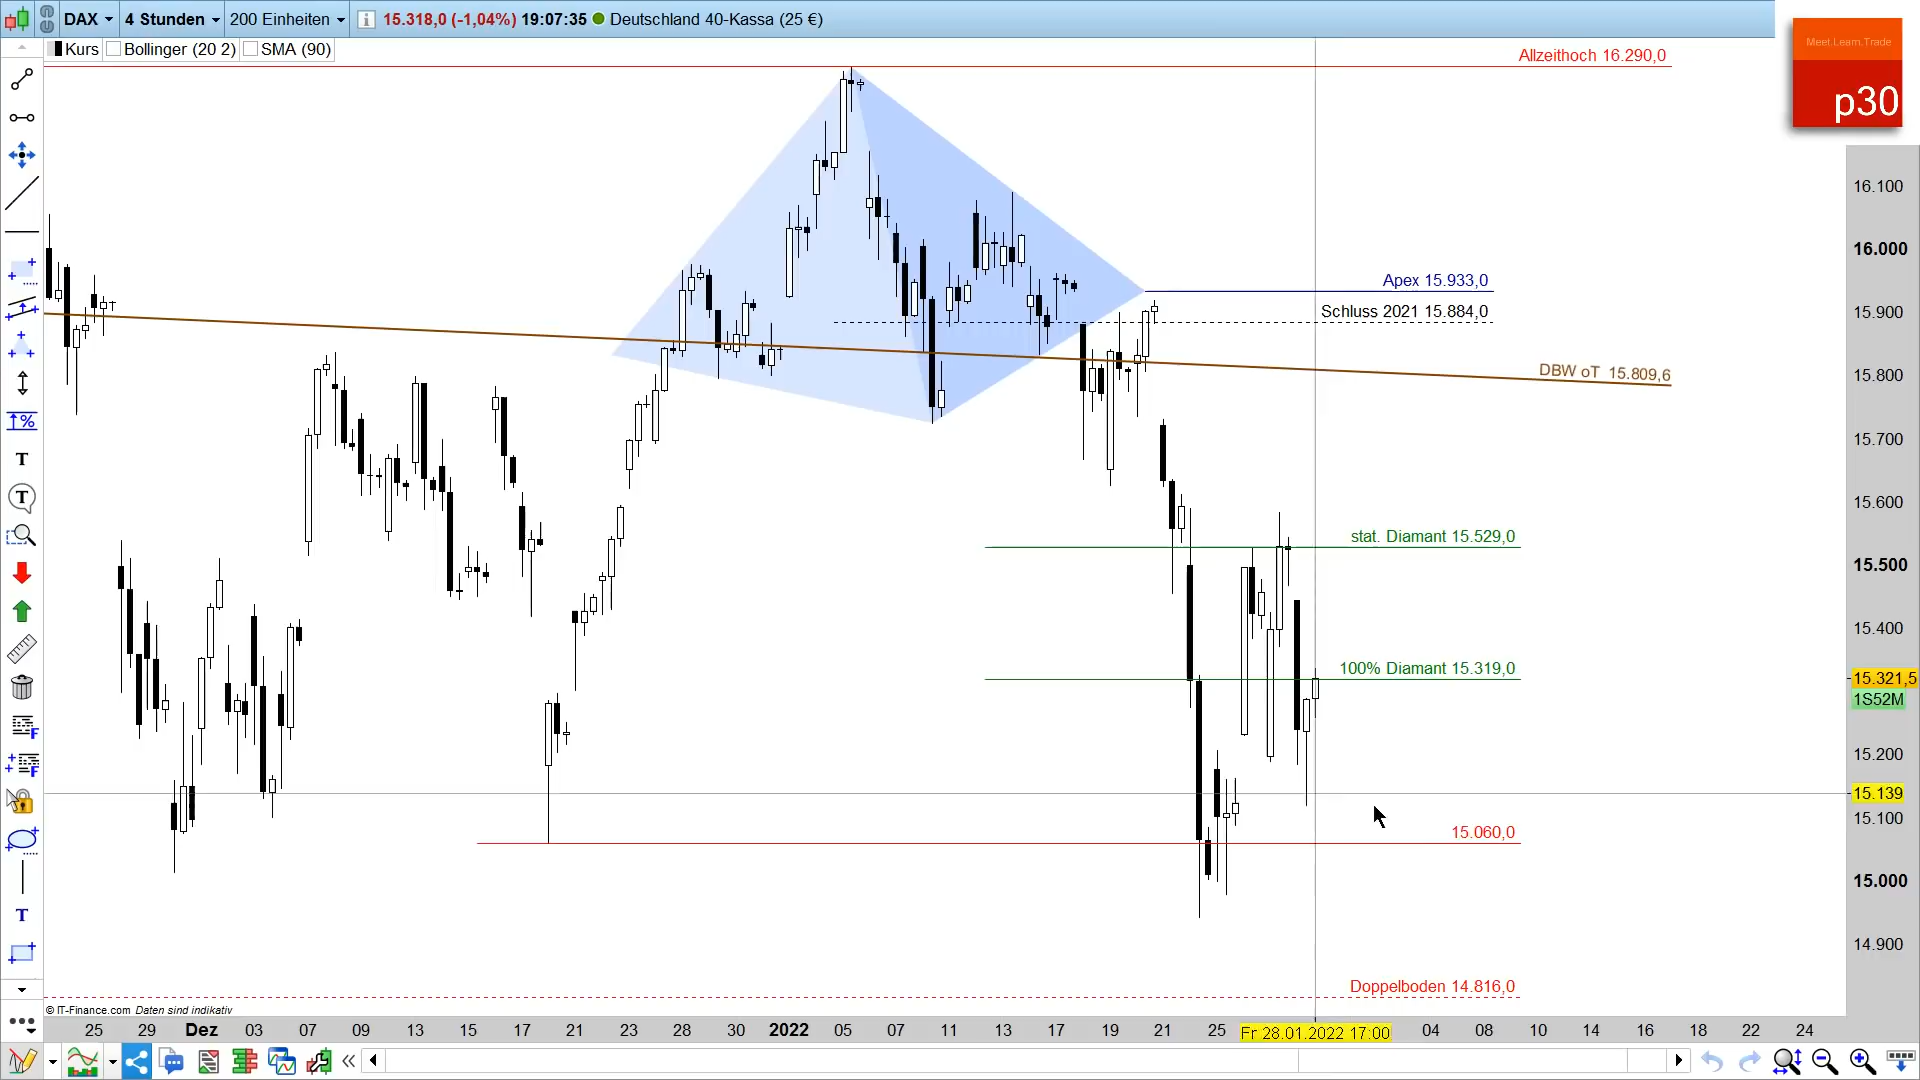 DAX 4 Stunden 200 Einheiten 15.318,0 (-1,04%) 19:07:35 Deutschland 40-Kassa (25 €)
Kurs Bollinger (20 2) SMA (90)
Meet.Learn.Trade
p30
Allzeithoch 16.290,0
16.100
16.000
Apex 15.933,0
Schluss 2021 15.884,0
15.900
DBW oT 15.809,6
15.800
15.700
15.600
stat. Diamant 15.529,0
15.500
15.400
100% Diamant 15.319,0
15.321,5
1S52M
15.200
15.139
15.100
15.060,0
15.000
14.900
Doppelboden 14.816,0
© IT-Finance.com Daten sind indikativ
25 29 Dez 03 07 09 13 15 17 21 23 28 30 2022 05 07 11 13 17 19 21 25 Fr 28.01.2022 17:00 04 08 10 14 16 18 22 24